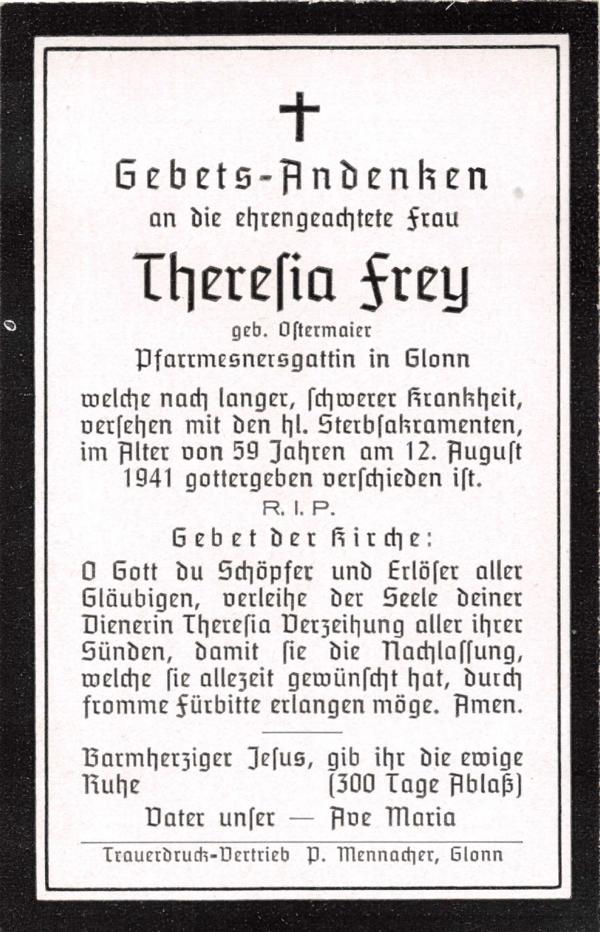 Gebets-Andenken
an die ehrengeachtete Frau
Theresia Frey
geb. Ostermaier
Pfarrmesnersgattin in Glonn
welche nach langer, schwerer Krankheit,
versehen mit den hl. Sterbsakramenten,
im Alter von 59 Jahren am 12. August
1941 gottergeben verschieden ist.
R. I. P.
Gebet der Kirche:
O Gott du Schöpfer und Erlöser aller
Gläubigen, verleihe der Seele deiner
Dienerin Theresia Verzeihung aller ihrer
Sünden, damit sie die Nachlassung,
welche sie allezeit gewünscht hat, durch
fromme Fürbitte erlangen möge. Amen.
Barmherziger Jesus, gib ihr die ewige
Ruhe (300 Tage Ablaß)
Vater unser — Ave Maria
Trauerdruck-Vertrieb P. Mennacher, Glonn